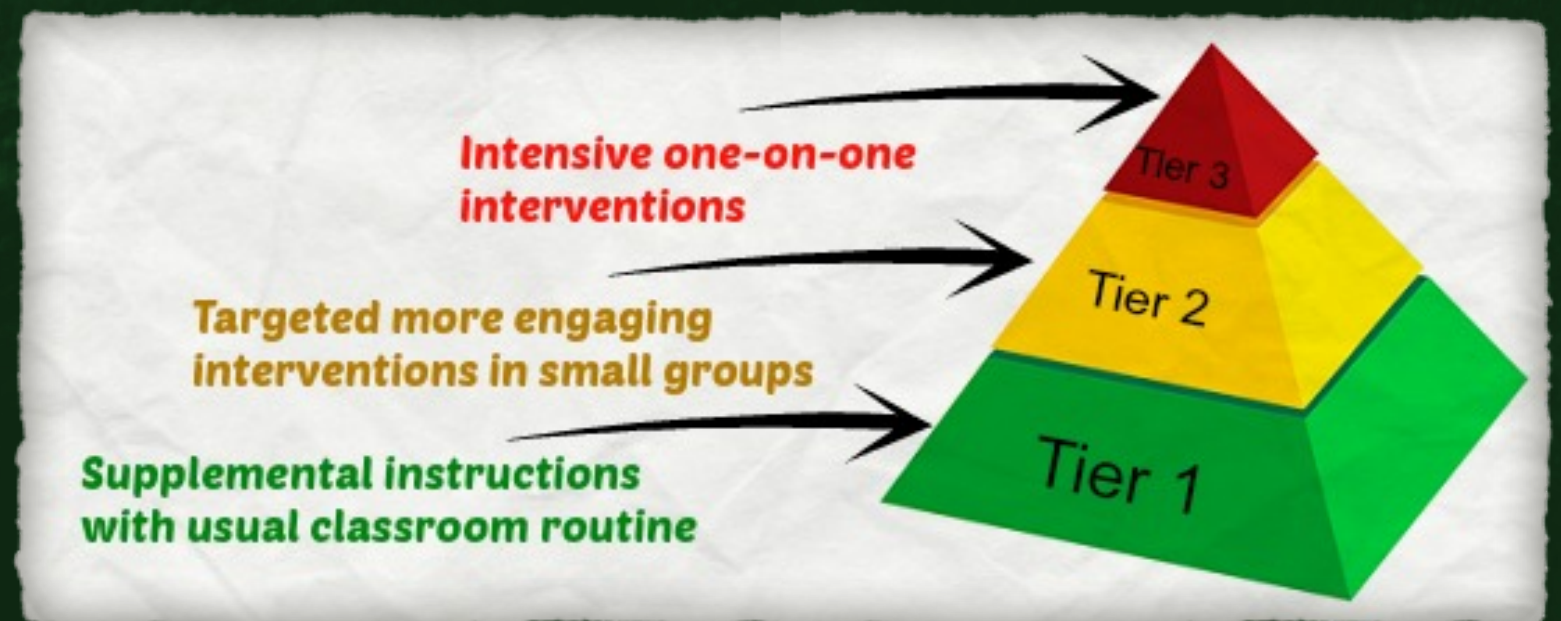 Intensive one-on-one
interventions
Tier 3
Targeted more engaging
interventions in small groups
Tier 2
Supplemental instructions
with usual classroom routine
Tier 1